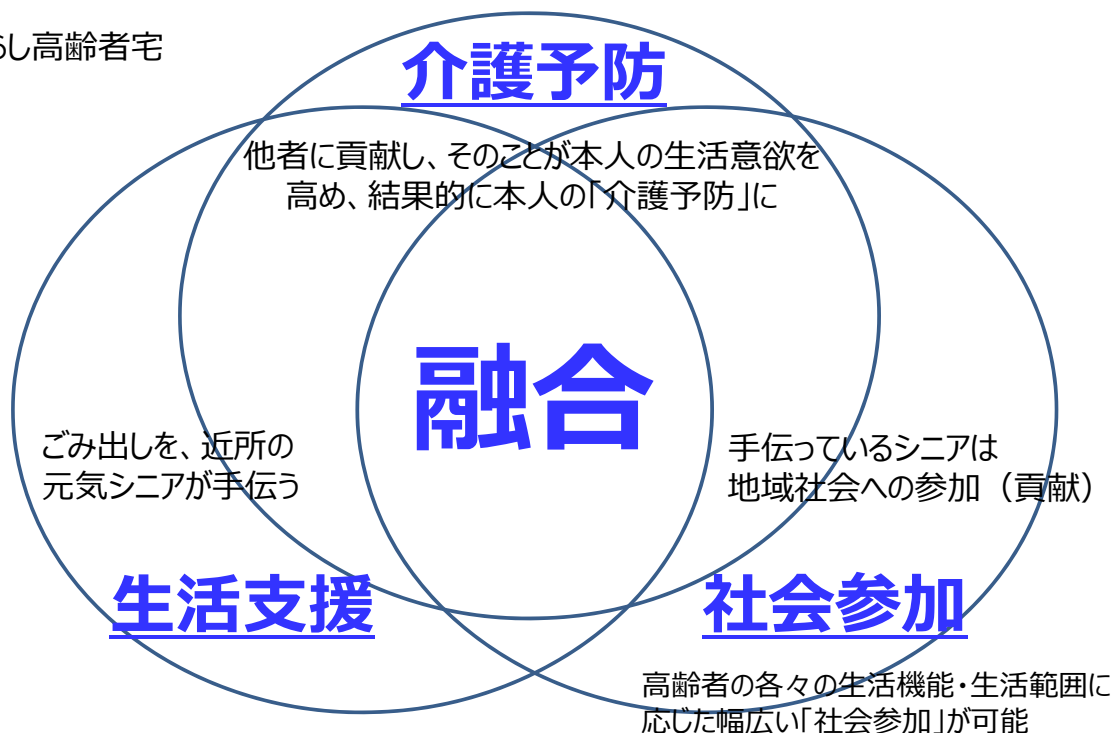 し高齢者宅
介護予防
他者に貢献し、そのことが本人の生活意欲を
高め、結果的に本人の「介護予防」に
融合
ごみ出しを、近所の
元気シニアが手伝う
手伝っているシニアは
地域社会への参加（貢献）
生活支援
社会参加
高齢者の各々の生活機能・生活範囲に
応じた幅広い「社会参加」が可能